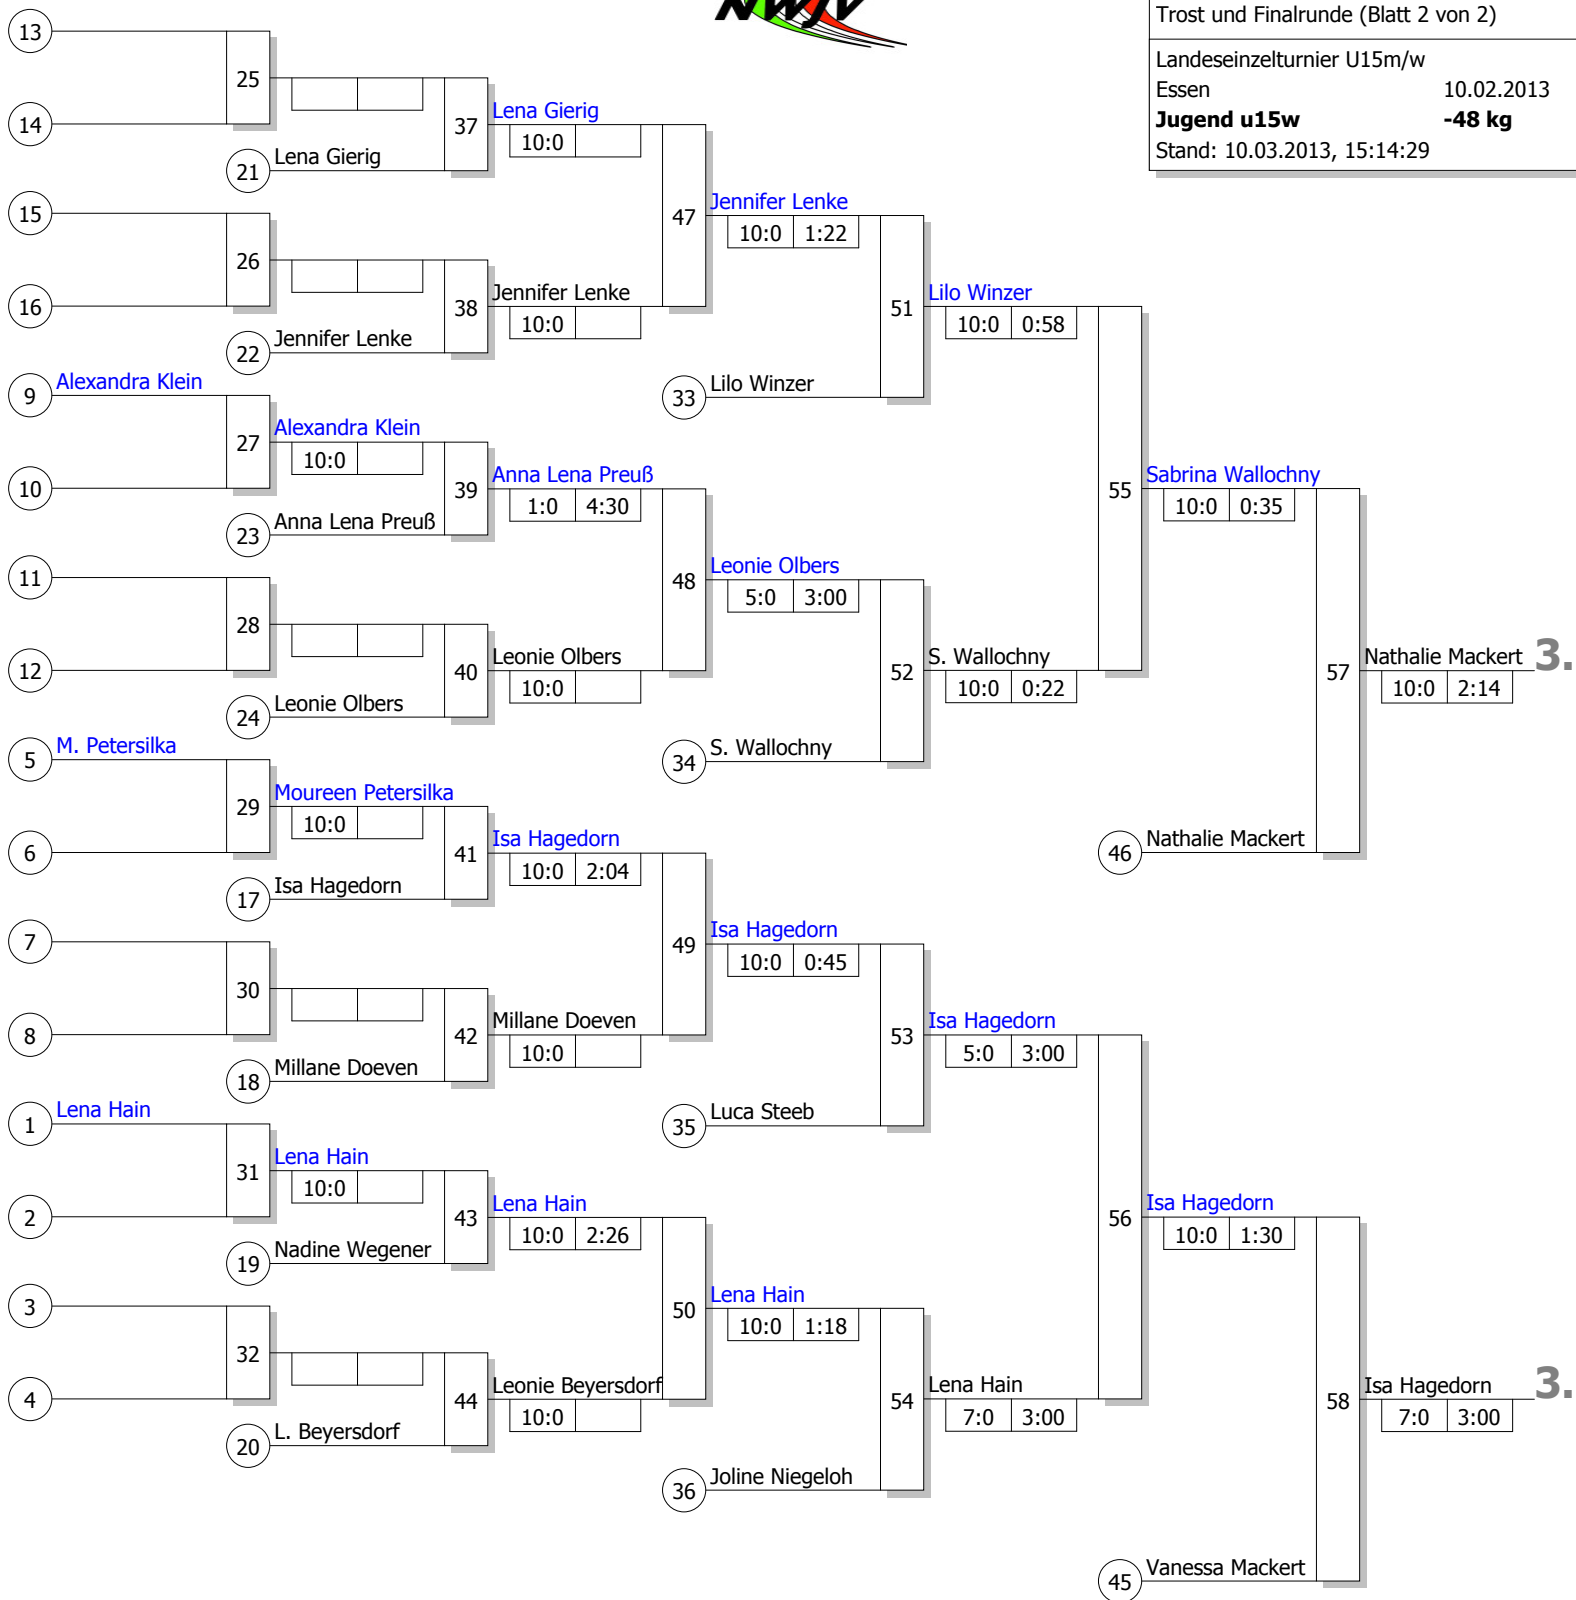 NWJV
Trost und Finalrunde (Blatt 2 von 2)
Landeseinzelturnier U15m/w
Essen 10.02.2013
Jugend u15w -48 kg
Stand: 10.03.2013, 15:14:29
13
25
14
37
Lena Gierig
10:0
21
Lena Gierig
15
47
Jennifer Lenke
10:0 1:22
26
16
38
Jennifer Lenke
10:0
22
Jennifer Lenke
51
Lilo Winzer
10:0 0:58
9
Alexandra Klein
33
Lilo Winzer
27
Alexandra Klein
10:0
10
39
Anna Lena Preuß
1:0 4:30
23
Anna Lena Preuß
55
Sabrina Wallochny
10:0 0:35
11
48
Leonie Olbers
5:0 3:00
28
12
40
Leonie Olbers
10:0
24
Leonie Olbers
52
S. Wallochny
10:0 0:22
57
Nathalie Mackert
3.
10:0 2:14
5
M. Petersilka
34
S. Wallochny
29
Moureen Petersilka
10:0
6
41
Isa Hagedorn
10:0 2:04
46
Nathalie Mackert
17
Isa Hagedorn
7
49
Isa Hagedorn
10:0 0:45
30
8
42
Millane Doeven
10:0
18
Millane Doeven
53
Isa Hagedorn
5:0 3:00
1
Lena Hain
35
Luca Steeb
31
Lena Hain
10:0
2
43
Lena Hain
10:0 2:26
56
Isa Hagedorn
10:0 1:30
19
Nadine Wegener
3
50
Lena Hain
10:0 1:18
32
4
44
Leonie Beyersdorf
10:0
20
L. Beyersdorf
54
Lena Hain
7:0 3:00
58
Isa Hagedorn
3.
7:0 3:00
36
Joline Niegeloh
45
Vanessa Mackert